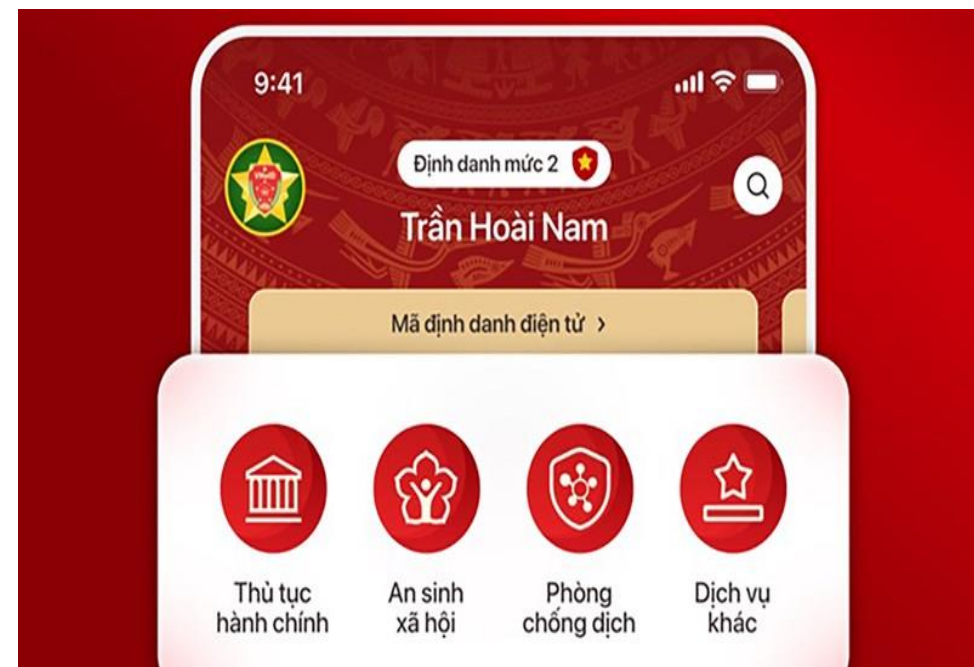 9:41
Định danh mức 2
VNeID
Trần Hoài Nam
Mã định danh điện tử
Thủ tục
hành chính
An sinh
xã hội
Phòng
chống dịch
Dịch vụ
khác